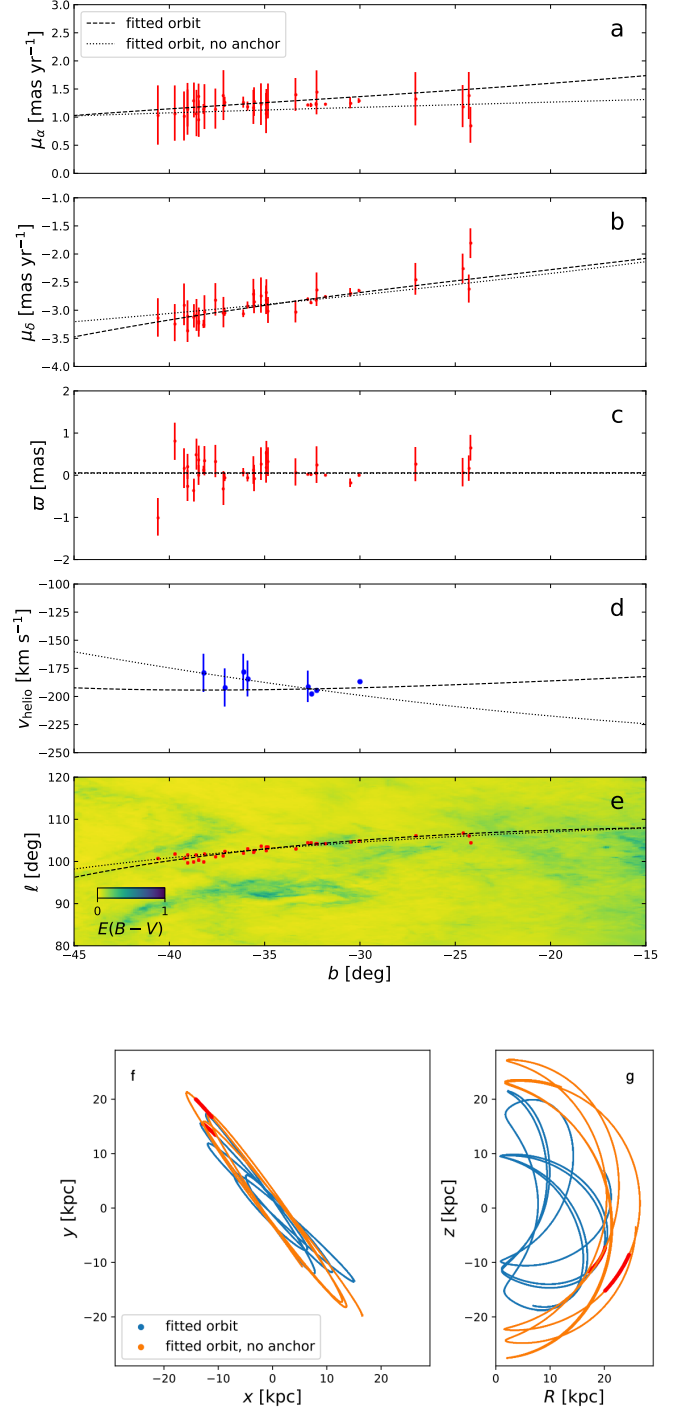 fitted orbit
fitted orbit, no anchor
a
3.0
2.5
2.0
1.5
1.0
0.5
0.0
μα [mas yr−1]
b
−1.0
−1.5
−2.0
−2.5
−3.0
−3.5
−4.0
μδ [mas yr−1]
c
2
1
0
−1
−2
ϖ [mas]
d
−100
−125
−150
−175
−200
−225
−250
vhelio [km s−1]
e
120
110
100
90
80
ℓ [deg]
0 1
E(B − V)
−45 −40 −35 −30 −25 −20 −15
b [deg]
f
20
10
0
−10
−20
y [kpc]
fitted orbit
fitted orbit, no anchor
−20 −10 0 10 20
x [kpc]
g
20
10
0
−10
−20
z [kpc]
0 10 20
R [kpc]